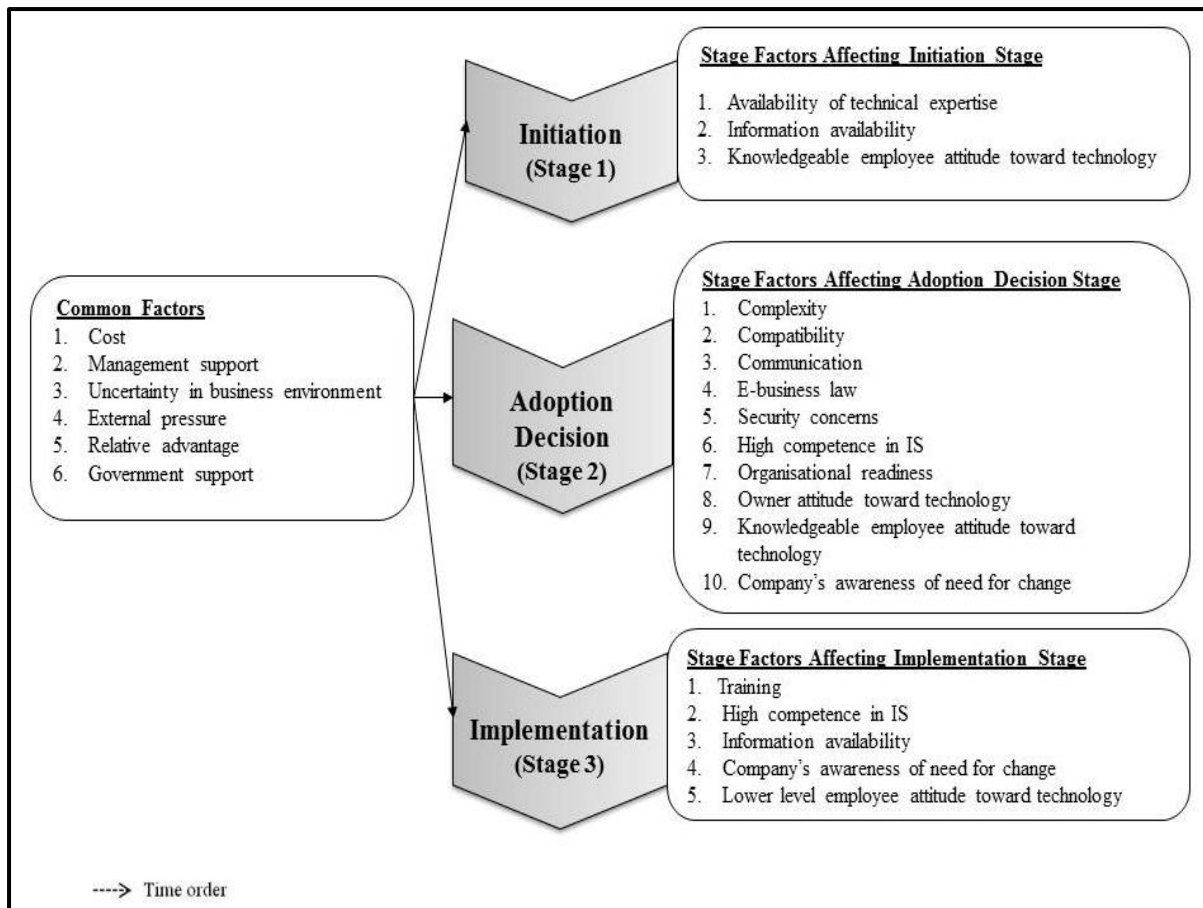 Stage Factors Affecting Initiation Stage
1. Availability of technical expertise
2. Information availability
3. Knowledgeable employee attitude toward technology
Initiation
(Stage 1)
Common Factors
1. Cost
2. Management support
3. Uncertainty in business environment
4. External pressure
5. Relative advantage
6. Government support
Adoption
Decision
(Stage 2)
Stage Factors Affecting Adoption Decision Stage
1. Complexity
2. Compatibility
3. Communication
4. E-business law
5. Security concerns
6. High competence in IS
7. Organisational readiness
8. Owner attitude toward technology
9. Knowledgeable employee attitude toward
technology
10. Company's awareness of need for change
Implementation
(Stage 3)
Stage Factors Affecting Implementation Stage
1. Training
2. High competence in IS
3. Information availability
4. Company's awareness of need for change
5. Lower level employee attitude toward technology
Time order